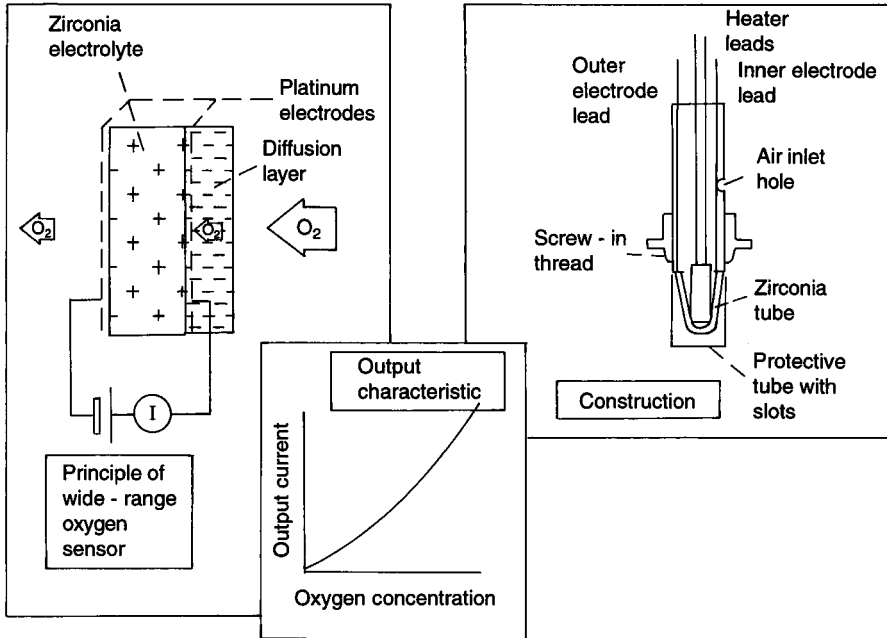 Zirconia
electrolyte
Platinum
electrodes
Diffusion
layer
O₂
O₂
O₂
I
Principle of
wide - range
oxygen
sensor
Output
characteristic
Output current
Oxygen concentration
Heater
leads
Outer
electrode
lead
Inner electrode
lead
Air inlet
hole
Screw - in
thread
Zirconia
tube
Protective
tube with
slots
Construction